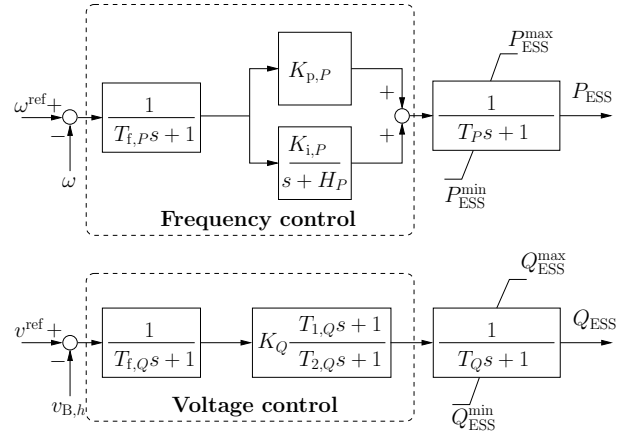 P_ESS^max
ω^ref + − ω
1 / T_f,P s + 1
K_p,P
K_i,P / s + H_P
+ +
1 / T_P s + 1
P_ESS
P_ESS^min
Frequency control
Q_ESS^max
v^ref + − v_B,h
1 / T_f,Q s + 1
K_Q T_1,Q s + 1 / T_2,Q s + 1
1 / T_Q s + 1
Q_ESS
Q_ESS^min
Voltage control